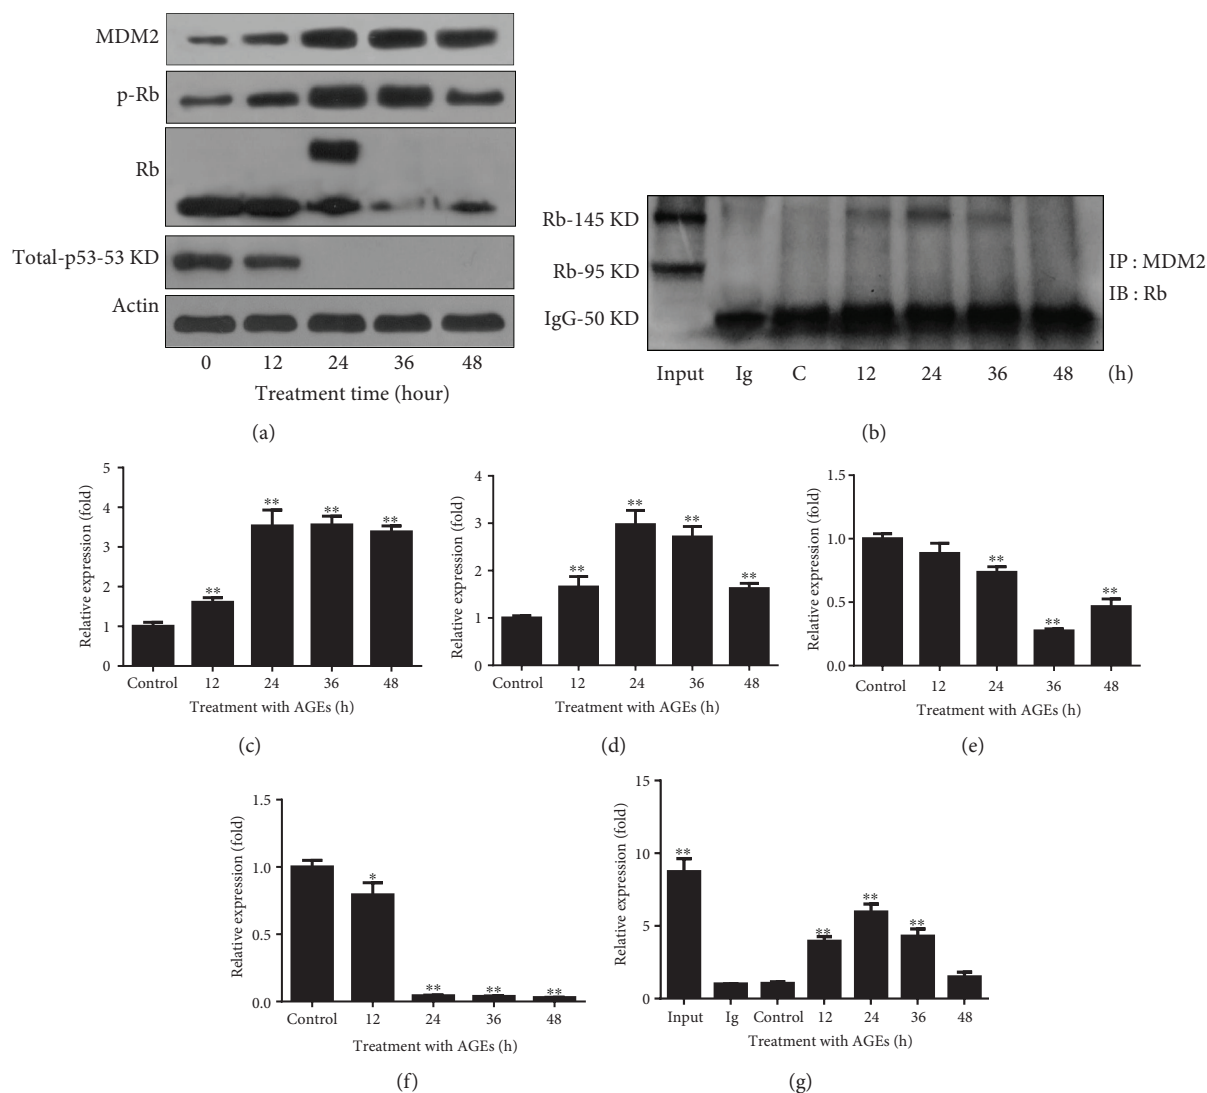 MDM2
p-Rb
Rb
Total-p53-53 KD
Actin
0 12 24 36 48
Treatment time (hour)
(a)
Rb-145 KD
Rb-95 KD
IgG-50 KD
IP : MDM2
IB : Rb
Input Ig C 12 24 36 48 (h)
(b)
Relative expression (fold)
5
4
3
2
1
0
** ** ** **
Control 12 24 36 48
Treatment with AGEs (h)
(c)
Relative expression (fold)
4
3
2
1
0
** ** ** **
Control 12 24 36 48
Treatment with AGEs (h)
(d)
Relative expression (fold)
1.5
1.0
0.5
0.0
** ** **
Control 12 24 36 48
Treatment with AGEs (h)
(e)
Relative expression (fold)
1.5
1.0
0.5
0.0
* ** ** **
Control 12 24 36 48
Treatment with AGEs (h)
(f)
Relative expression (fold)
15
10
5
0
** ** ** **
Input Ig Control 12 24 36 48
Treatment with AGEs (h)
(g)